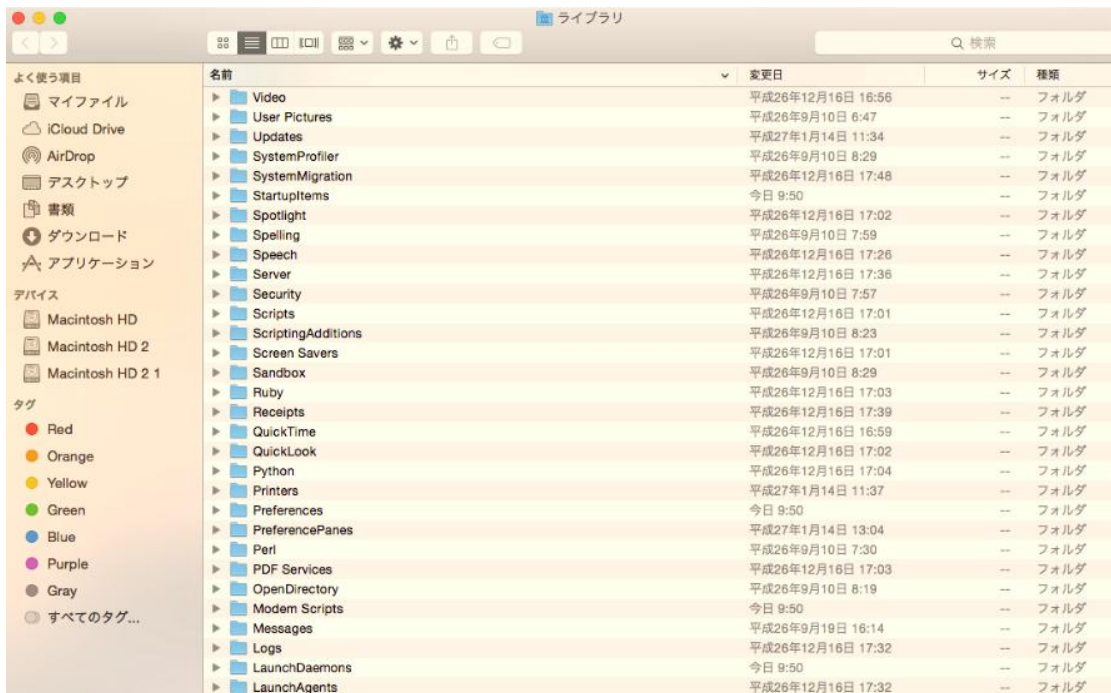 ライブラリ
検索
よく使う項目
マイファイル
iCloud Drive
AirDrop
デスクトップ
書類
ダウンロード
アプリケーション
デバイス
Macintosh HD
Macintosh HD 2
Macintosh HD 2 1
タグ
Red
Orange
Yellow
Green
Blue
Purple
Gray
すべてのタグ...
名前 変更日 サイズ 種類
Video 平成26年12月16日 16:56 -- フォルダ
User Pictures 平成26年9月10日 6:47 -- フォルダ
Updates 平成27年1月14日 11:34 -- フォルダ
SystemProfiler 平成26年9月10日 8:29 -- フォルダ
SystemMigration 平成26年12月16日 17:48 -- フォルダ
StartupItems 今日 9:50 -- フォルダ
Spotlight 平成26年12月16日 17:02 -- フォルダ
Spelling 平成26年9月10日 7:59 -- フォルダ
Speech 平成26年12月16日 17:26 -- フォルダ
Server 平成26年12月16日 17:36 -- フォルダ
Security 平成26年9月10日 7:57 -- フォルダ
Scripts 平成26年12月16日 17:01 -- フォルダ
ScriptingAdditions 平成26年9月10日 8:23 -- フォルダ
Screen Savers 平成26年12月16日 17:01 -- フォルダ
Sandbox 平成26年9月10日 8:29 -- フォルダ
Ruby 平成26年12月16日 17:03 -- フォルダ
Receipts 平成26年12月16日 17:39 -- フォルダ
QuickTime 平成26年12月16日 16:59 -- フォルダ
QuickLook 平成26年12月16日 17:02 -- フォルダ
Python 平成26年12月16日 17:04 -- フォルダ
Printers 平成27年1月14日 11:37 -- フォルダ
Preferences 今日 9:50 -- フォルダ
PreferencePanes 平成27年1月14日 13:04 -- フォルダ
Perl 平成26年9月10日 7:30 -- フォルダ
PDF Services 平成26年12月16日 17:03 -- フォルダ
OpenDirectory 平成26年9月10日 8:19 -- フォルダ
Modem Scripts 今日 9:50 -- フォルダ
Messages 平成26年9月19日 16:14 -- フォルダ
Logs 平成26年12月16日 17:32 -- フォルダ
LaunchDaemons 今日 9:50 -- フォルダ
LaunchAgents 平成26年12月16日 17:32 -- フォルダ